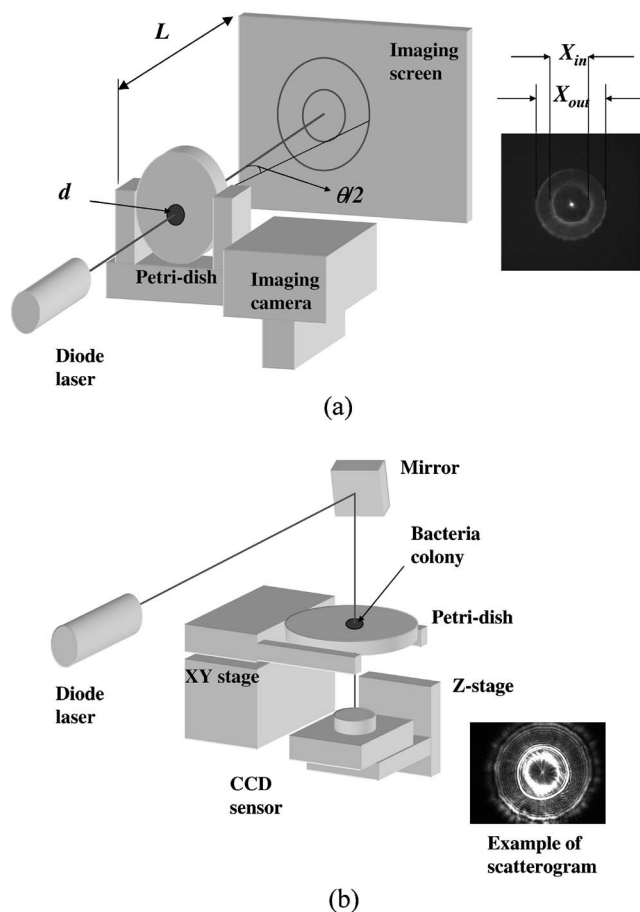 L
Imaging
screen
X_in
X_out
d
θ/2
Petri-dish
Imaging
camera
Diode
laser
(a)
Mirror
Bacteria
colony
Petri-dish
XY stage
Z-stage
Diode
laser
CCD
sensor
Example of
scatterogram
(b)